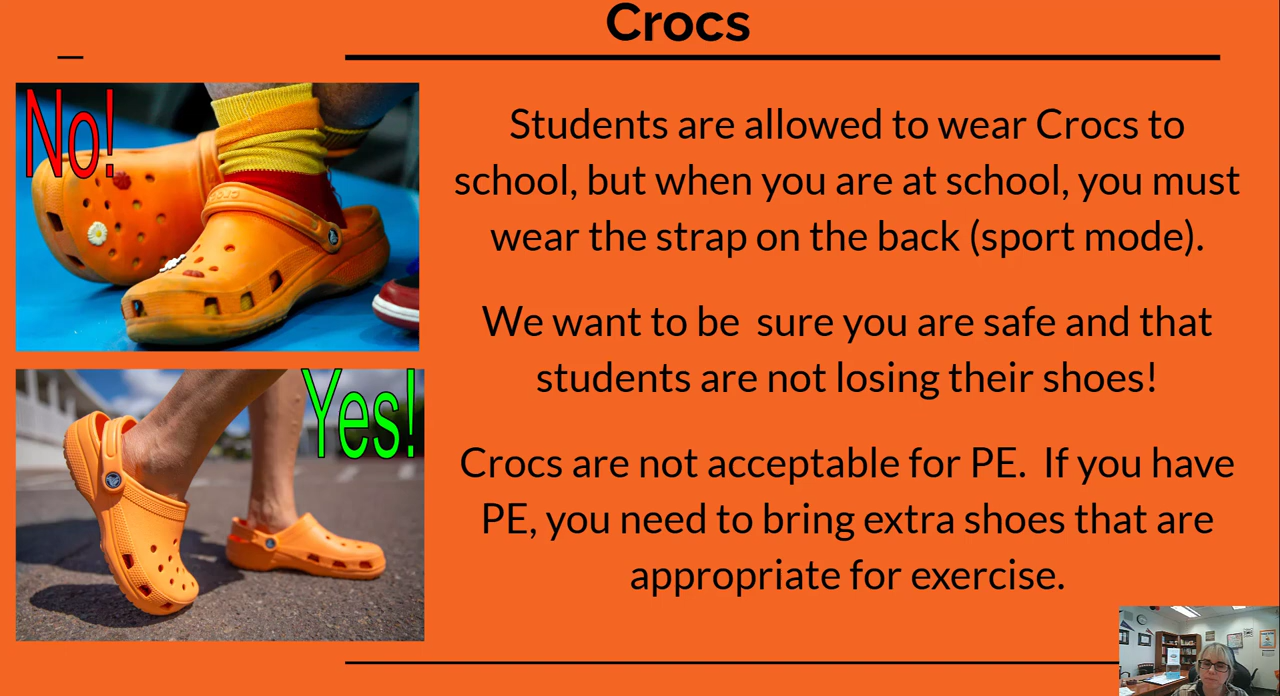 Crocs
No!
Yes!
Students are allowed to wear Crocs to
school, but when you are at school, you must
wear the strap on the back (sport mode).
We want to be  sure you are safe and that
students are not losing their shoes!
Crocs are not acceptable for PE.  If you have
PE, you need to bring extra shoes that are
appropriate for exercise.